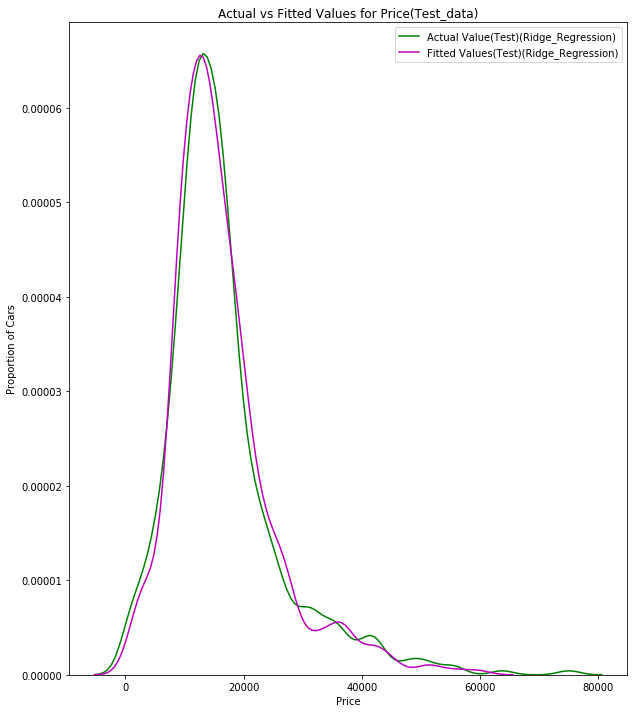 Actual vs Fitted Values for Price(Test_data)
Actual Value(Test)(Ridge_Regression)
Fitted Values(Test)(Ridge_Regression)
Proportion of Cars
0.00006
0.00005
0.00004
0.00003
0.00002
0.00001
0.00000
0 20000 40000 60000 80000
Price